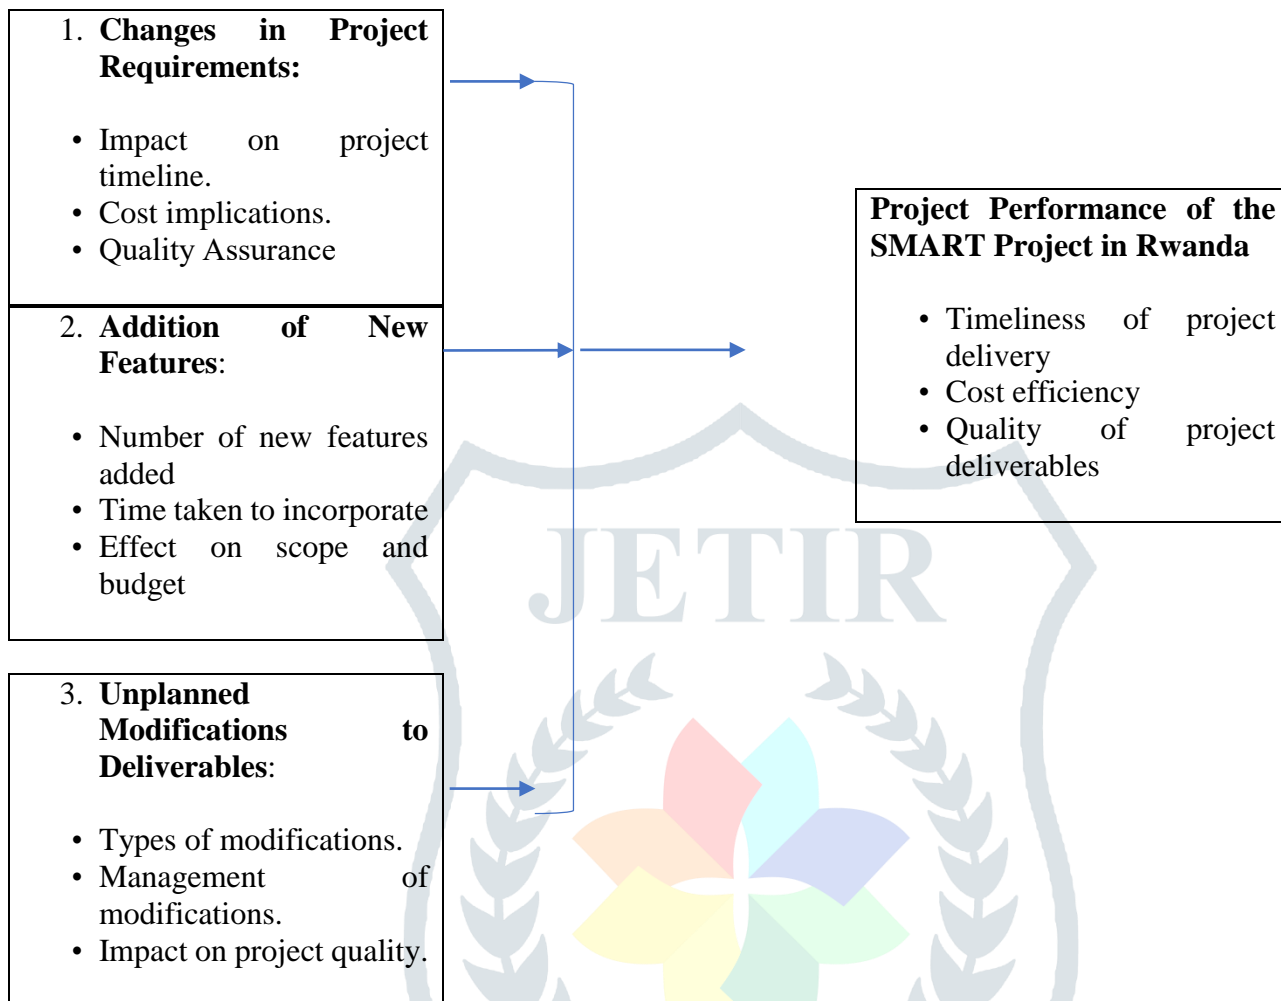 1. Changes in Project
Requirements:
• Impact on project
timeline.
• Cost implications.
• Quality Assurance
2. Addition of New
Features:
• Number of new features
added
• Time taken to incorporate
• Effect on scope and
budget
3. Unplanned
Modifications to
Deliverables:
• Types of modifications.
• Management of
modifications.
• Impact on project quality.
Project Performance of the
SMART Project in Rwanda
• Timeliness of project
delivery
• Cost efficiency
• Quality of project
deliverables
JETIR